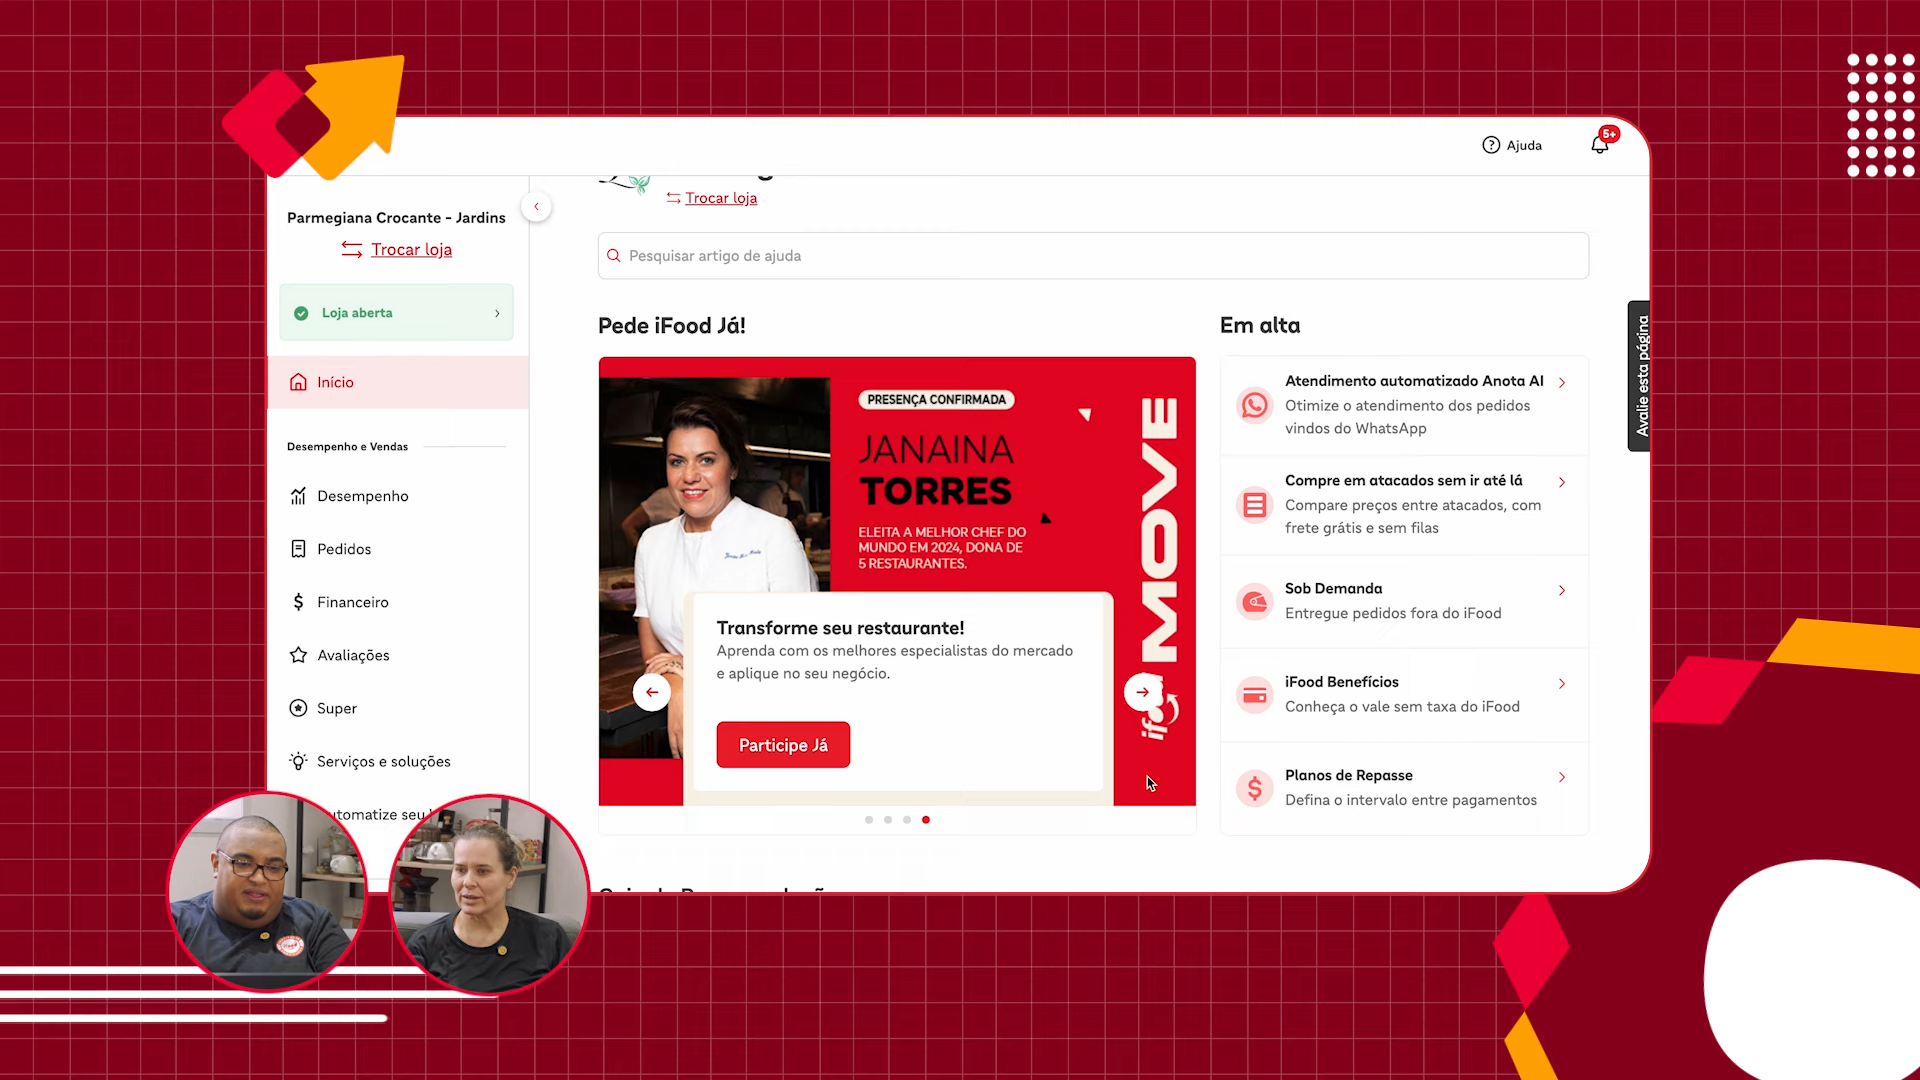 Ajuda
5+
Parmegiana Crocante - Jardins
Trocar loja
Loja aberta
Início
Desempenho e Vendas
Desempenho
Pedidos
Financeiro
Avaliações
Super
Serviços e soluções
tomatize seu
Trocar loja
Pesquisar artigo de ajuda
Pede iFood Já!
PRESENÇA CONFIRMADA
JANAINA
TORRES
ELEITA A MELHOR CHEF DO
MUNDO EM 2024, DONA DE
5 RESTAURANTES.
MOVE
Transforme seu restaurante!
Aprenda com os melhores especialistas do mercado
e aplique no seu negócio.
Participe Já
Em alta
Atendimento automatizado Anota AI
Otimize o atendimento dos pedidos
vindos do WhatsApp
Compre em atacados sem ir até lá
Compare preços entre atacados, com
frete grátis e sem filas
Sob Demanda
Entregue pedidos fora do iFood
iFood Benefícios
Conheça o vale sem taxa do iFood
Planos de Repasse
Defina o intervalo entre pagamentos
Avalie esta página